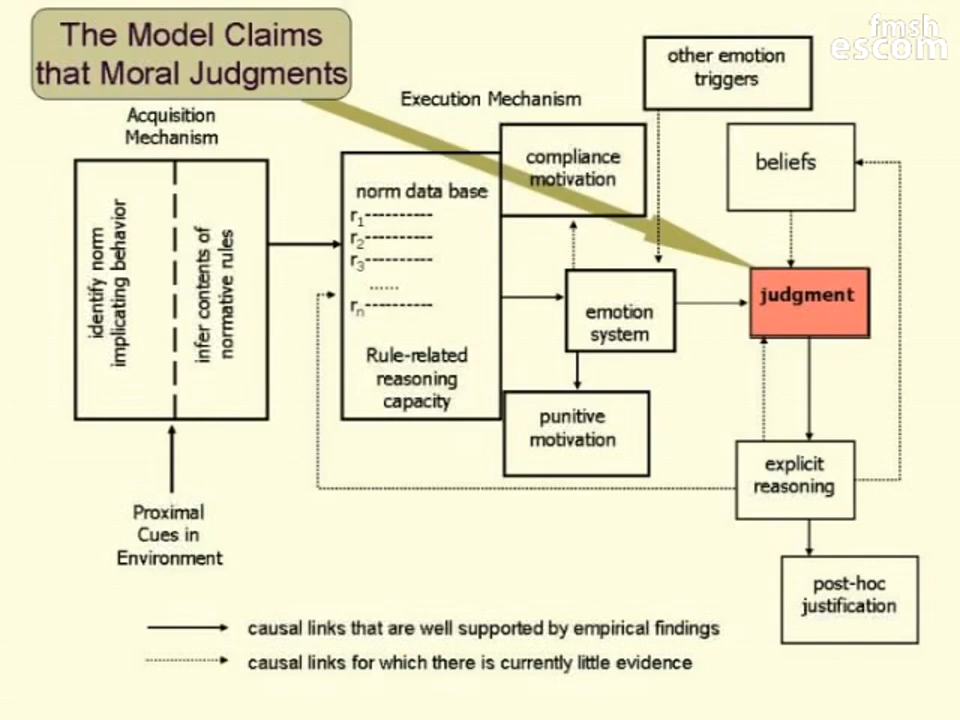 The Model Claims
that Moral Judgments
fmsh
escom
other emotion
triggers
Execution Mechanism
Acquisition
Mechanism
compliance
motivation
beliefs
norm data base
r1----------
r2----------
r3----------
......
rn----------
identify norm
implicating behavior
infer contents of
normative rules
judgment
emotion
system
Rule-related
reasoning
capacity
punitive
motivation
explicit
reasoning
Proximal
Cues in
Environment
post-hoc
justification
causal links that are well supported by empirical findings
causal links for which there is currently little evidence